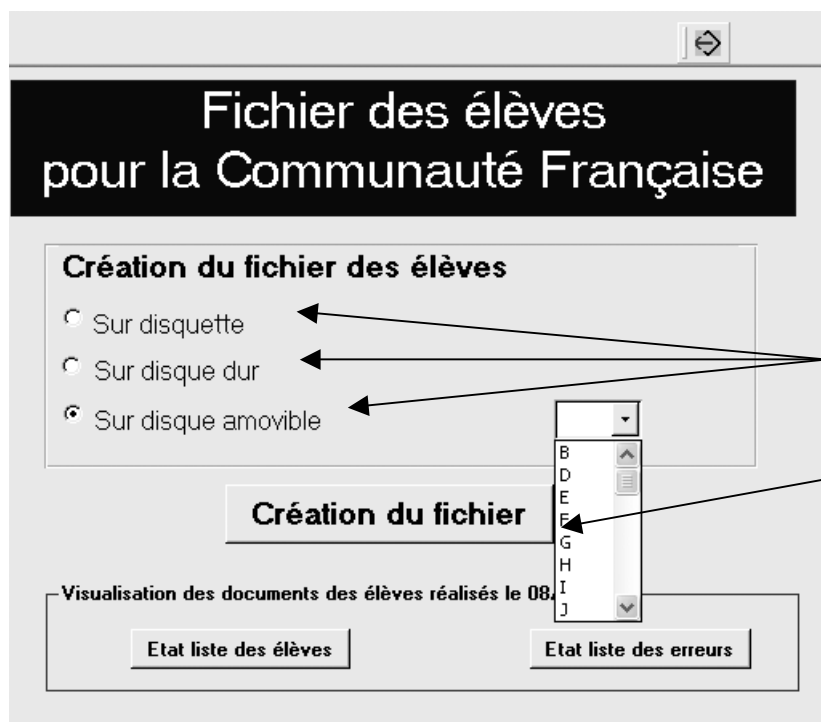 Fichier des élèves
pour la Communauté Française
Création du fichier des élèves
Sur disquette
Sur disque dur
Sur disque amovible
B
D
E
F
G
H
I
J
Création du fichier
Visualisation des documents des élèves réalisés le 08
Etat liste des élèves
Etat liste des erreurs